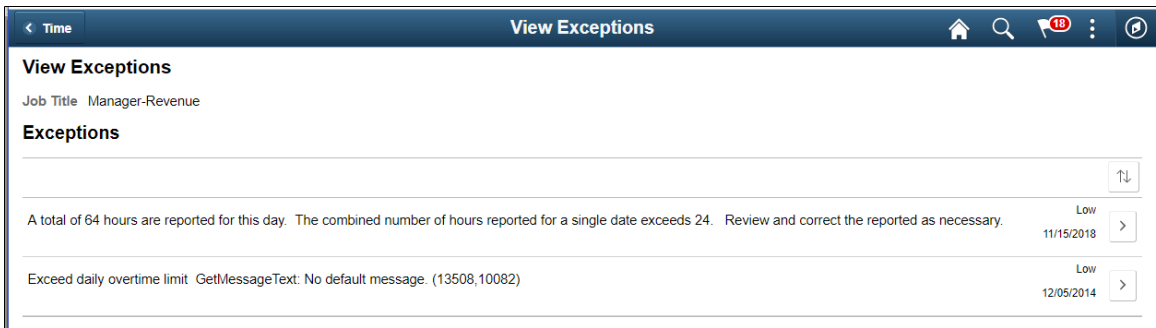 Time
View Exceptions
18
View Exceptions
Job Title Manager-Revenue
Exceptions
A total of 64 hours are reported for this day. The combined number of hours reported for a single date exceeds 24. Review and correct the reported as necessary.
Low
11/15/2018
Exceed daily overtime limit GetMessageText: No default message. (13508,10082)
Low
12/05/2014